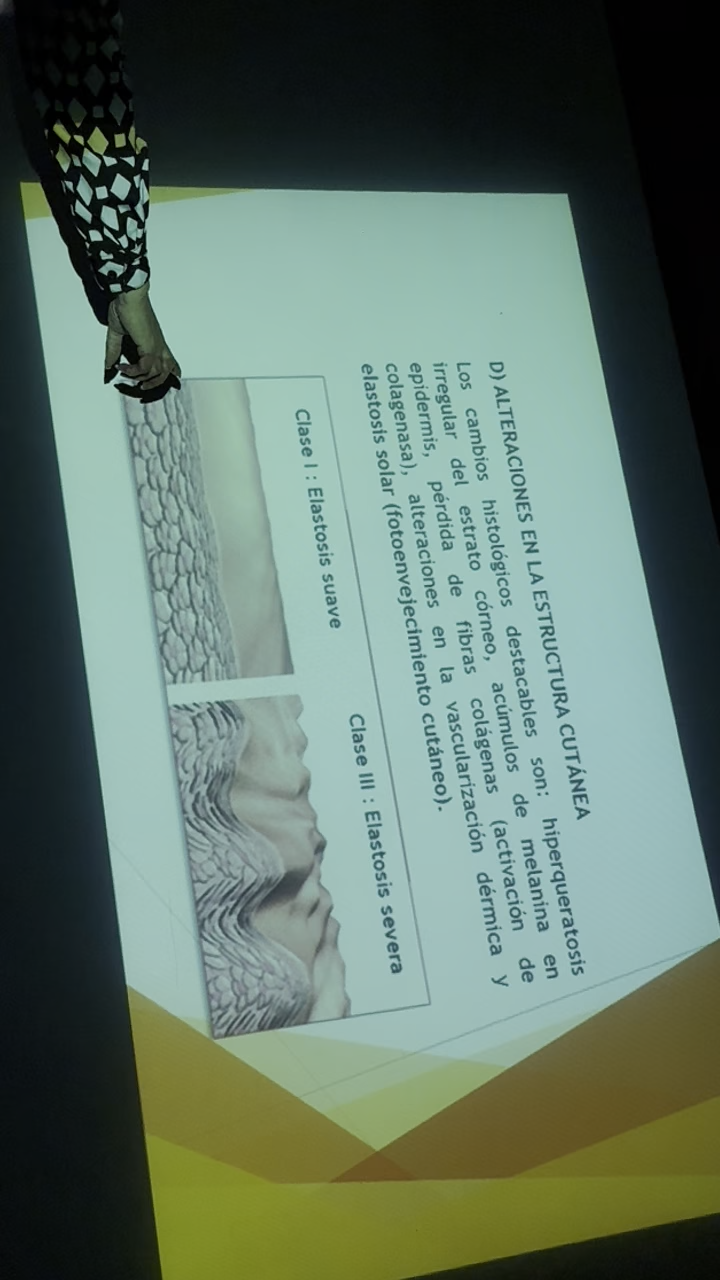 D) ALTERACIONES EN LA ESTRUCTURA CUTÁNEA
Los cambios histológicos destacables son: hiperqueratosis
irregular del estrato córneo, acúmulos de melanina en
epidermis, pérdida de fibras colágenas (activación de
colagenasa), alteraciones en la vascularización dérmica y
elastosis solar (fotoenvejecimiento cutáneo).
Clase I : Elastosis suave
Clase III : Elastosis severa